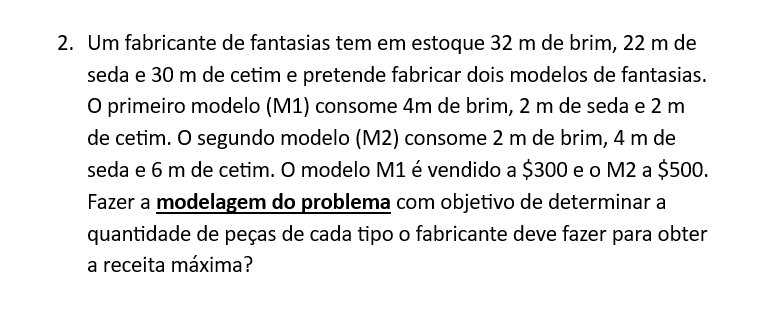 2. Um fabricante de fantasias tem em estoque 32 m de brim, 22 m de
seda e 30 m de cetim e pretende fabricar dois modelos de fantasias.
O primeiro modelo (M1) consome 4m de brim, 2 m de seda e 2 m
de cetim. O segundo modelo (M2) consome 2 m de brim, 4 m de
seda e 6 m de cetim. O modelo M1 é vendido a $300 e o M2 a $500.
Fazer a modelagem do problema com objetivo de determinar a
quantidade de peças de cada tipo o fabricante deve fazer para obter
a receita máxima?